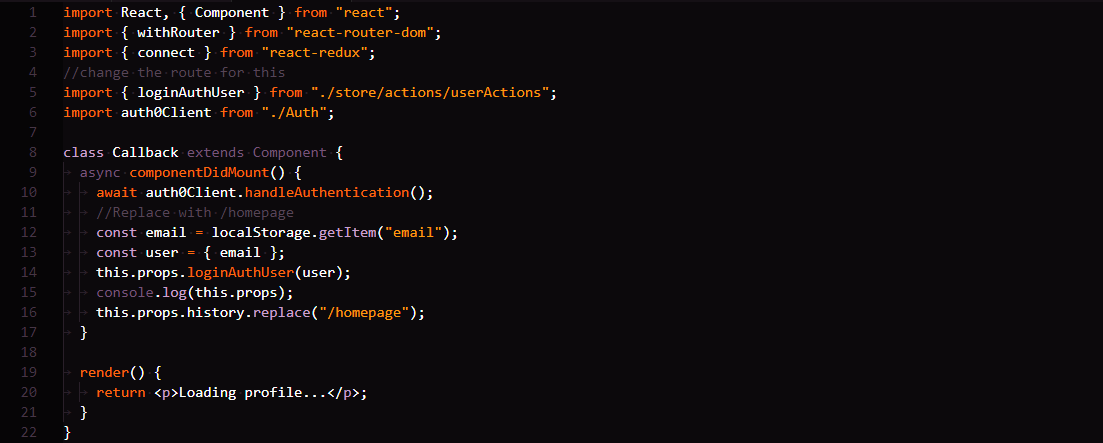 1 import React, { Component } from "react";
2 import { withRouter } from "react-router-dom";
3 import { connect } from "react-redux";
4 //change the route for this
5 import { loginAuthUser } from "./store/actions/userActions";
6 import auth0Client from "./Auth";
7
8 class Callback extends Component {
9 async componentDidMount() {
10 await auth0Client.handleAuthentication();
11 //Replace with /homepage
12 const email = localStorage.getItem("email");
13 const user = { email };
14 this.props.loginAuthUser(user);
15 console.log(this.props);
16 this.props.history.replace("/homepage");
17 }
18
19 render() {
20 return <p>Loading profile...</p>;
21 }
22 }